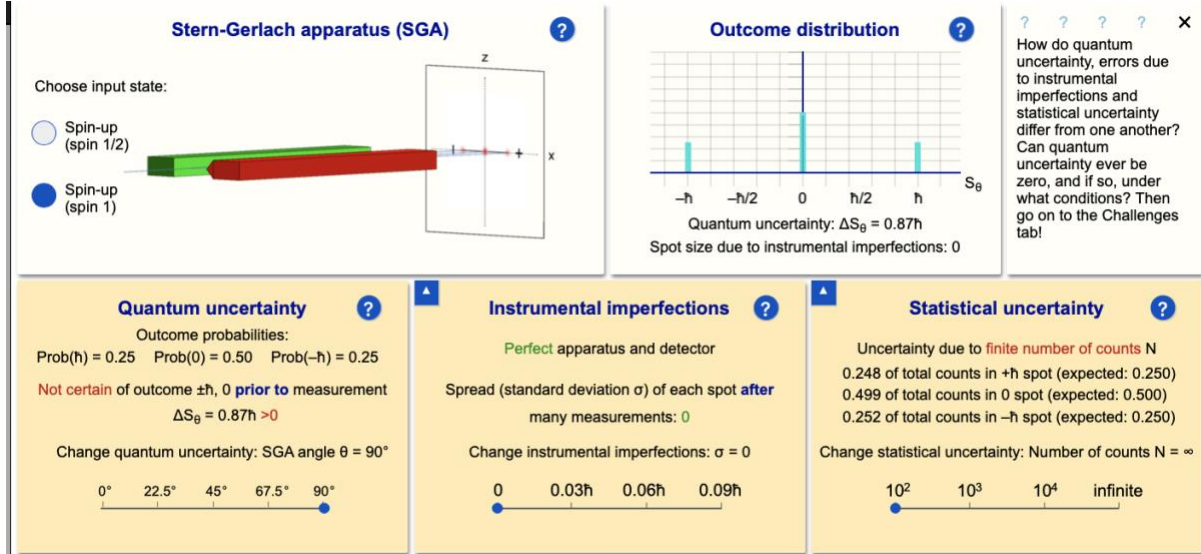 Stern-Gerlach apparatus (SGA)
?
Choose input state:
Spin-up
(spin 1/2)
Spin-up
(spin 1)
z
x
+
Outcome distribution
?
Sθ
–ħ –ħ/2 0 ħ/2 ħ
Quantum uncertainty: ΔSθ = 0.87ħ
Spot size due to instrumental imperfections: 0
? ? ? ? ×
How do quantum
uncertainty, errors due
to instrumental
imperfections and
statistical uncertainty
differ from one another?
Can quantum
uncertainty ever be
zero, and if so, under
what conditions? Then
go on to the Challenges
tab!
Quantum uncertainty
?
Outcome probabilities:
Prob(ħ) = 0.25 Prob(0) = 0.50 Prob(–ħ) = 0.25
Not certain of outcome ±ħ, 0 prior to measurement
ΔSθ = 0.87ħ >0
Change quantum uncertainty: SGA angle θ = 90°
0° 22.5° 45° 67.5° 90°
Instrumental imperfections
?
Perfect apparatus and detector
Spread (standard deviation σ) of each spot after
many measurements: 0
Change instrumental imperfections: σ = 0
0 0.03ħ 0.06ħ 0.09ħ
Statistical uncertainty
?
Uncertainty due to finite number of counts N
0.248 of total counts in +ħ spot (expected: 0.250)
0.499 of total counts in 0 spot (expected: 0.500)
0.252 of total counts in –ħ spot (expected: 0.250)
Change statistical uncertainty: Number of counts N = ∞
10² 10³ 10⁴ infinite